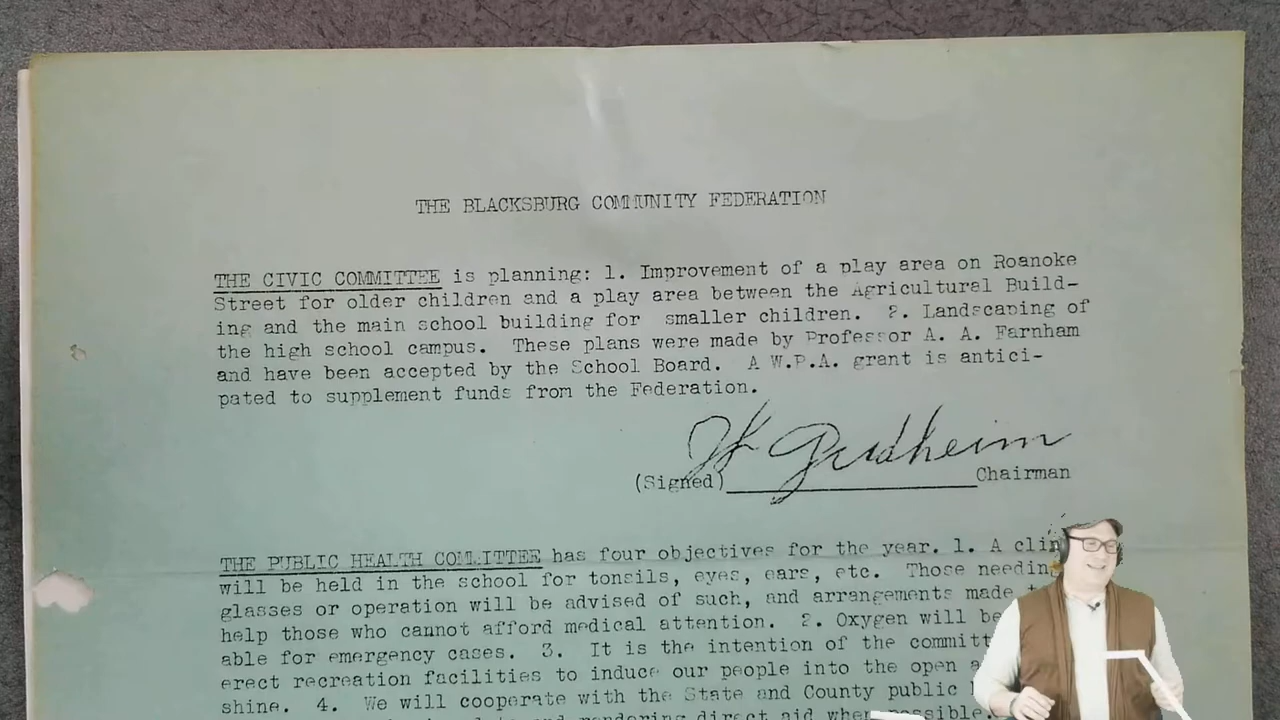 THE BLACKSBURG COMMUNITY FEDERATION
THE CIVIC COMMITTEE is planning: 1. Improvement of a play area on Roanoke
Street for older children and a play area between the Agricultural Build-
ing and the main school building for smaller children. 2. Landscaping of
the high school campus. These plans were made by Professor A. A. Farnham
and have been accepted by the School Board. A W.P.A. grant is antici-
pated to supplement funds from the Federation.
(Signed) Chairman
THE PUBLIC HEALTH COMMITTEE has four objectives for the year. 1. A
will be held in the school for tonsils, eyes, ears, etc. Those
glasses or operation will be advised of such, and arrangements made
help those who cannot afford medical attention. 2. Oxygen will be
able for emergency cases. 3. It is the intention of the
erect recreation facilities to induce our people into the open
shine. 4. We will cooperate with the State and County public
and rendering direct aid when possible.